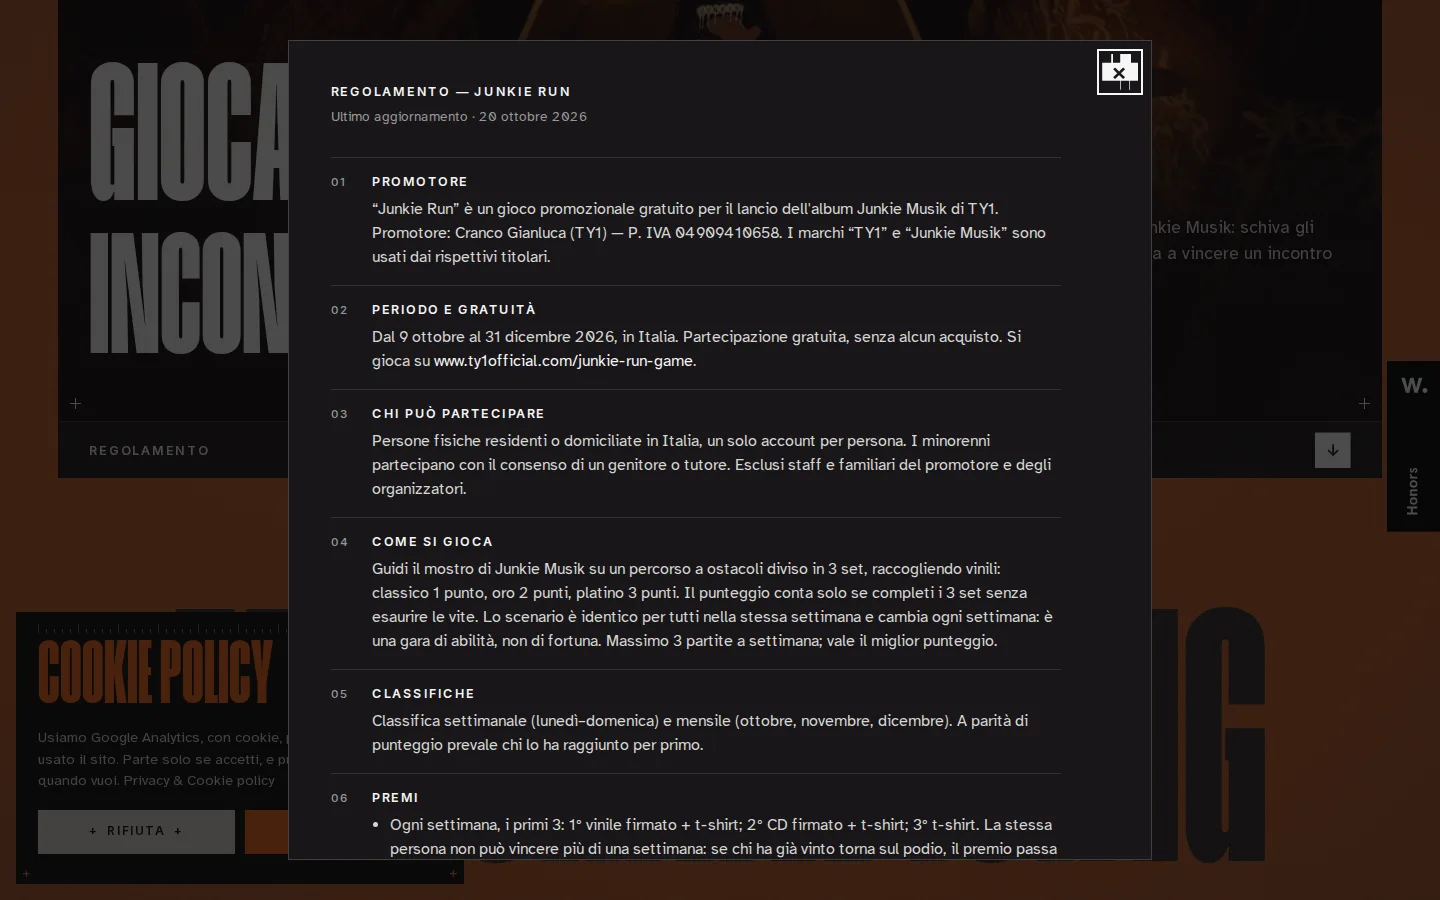 REGOLAMENTO — JUNKIE RUN
Ultimo aggiornamento · 20 ottobre 2026
01 PROMOTORE
“Junkie Run” è un gioco promozionale gratuito per il lancio dell'album Junkie Musik di TY1.
Promotore: Cranco Gianluca (TY1) — P. IVA 04909410658. I marchi “TY1” e “Junkie Musik” sono
usati dai rispettivi titolari.
02 PERIODO E GRATUITÀ
Dal 9 ottobre al 31 dicembre 2026, in Italia. Partecipazione gratuita, senza alcun acquisto. Si
gioca su www.ty1official.com/junkie-run-game.
03 CHI PUÒ PARTECIPARE
Persone fisiche residenti o domiciliate in Italia, un solo account per persona. I minorenni
partecipano con il consenso di un genitore o tutore. Esclusi staff e familiari del promotore e degli
organizzatori.
04 COME SI GIOCA
Guidi il mostro di Junkie Musik su un percorso a ostacoli diviso in 3 set, raccogliendo vinili:
classico 1 punto, oro 2 punti, platino 3 punti. Il punteggio conta solo se completi i 3 set senza
esaurire le vite. Lo scenario è identico per tutti nella stessa settimana e cambia ogni settimana: è
una gara di abilità, non di fortuna. Massimo 3 partite a settimana; vale il miglior punteggio.
05 CLASSIFICHE
Classifica settimanale (lunedì–domenica) e mensile (ottobre, novembre, dicembre). A parità di
punteggio prevale chi lo ha raggiunto per primo.
06 PREMI
• Ogni settimana, i primi 3: 1° vinile firmato + t-shirt; 2° CD firmato + t-shirt; 3° t-shirt. La stessa
persona non può vincere più di una settimana: se chi ha già vinto torna sul podio, il premio passa
GIOCA
INCON
Musik: schiva gli
a vincere un incontro
REGOLAMENTO
W.
Honors
COOKIE POLICY
Usiamo Google Analytics, con cookie,
usato il sito. Parte solo se accetti, e
quando vuoi. Privacy & Cookie policy
+ RIFIUTA +
G